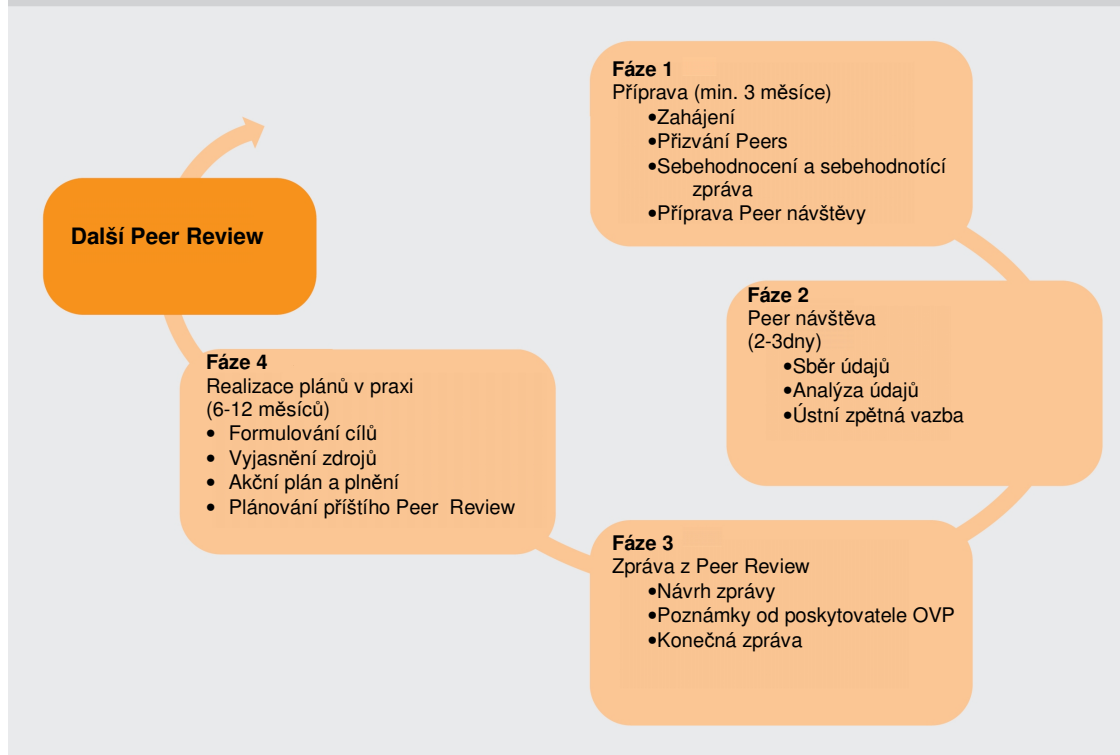 Fáze 1
Příprava (min. 3 měsíce)
•Zahájení
•Přizvání Peers
•Sebehodnocení a sebehodnotící
zpráva
•Příprava Peer návštěvy
Fáze 2
Peer návštěva
(2-3dny)
•Sběr údajů
•Analýza údajů
•Ústní zpětná vazba
Fáze 3
Zpráva z Peer Review
•Návrh zprávy
•Poznámky od poskytovatele OVP
•Konečná zpráva
Fáze 4
Realizace plánů v praxi
(6-12 měsíců)
• Formulování cílů
• Vyjasnění zdrojů
• Akční plán a plnění
• Plánování příštího Peer Review
Další Peer Review